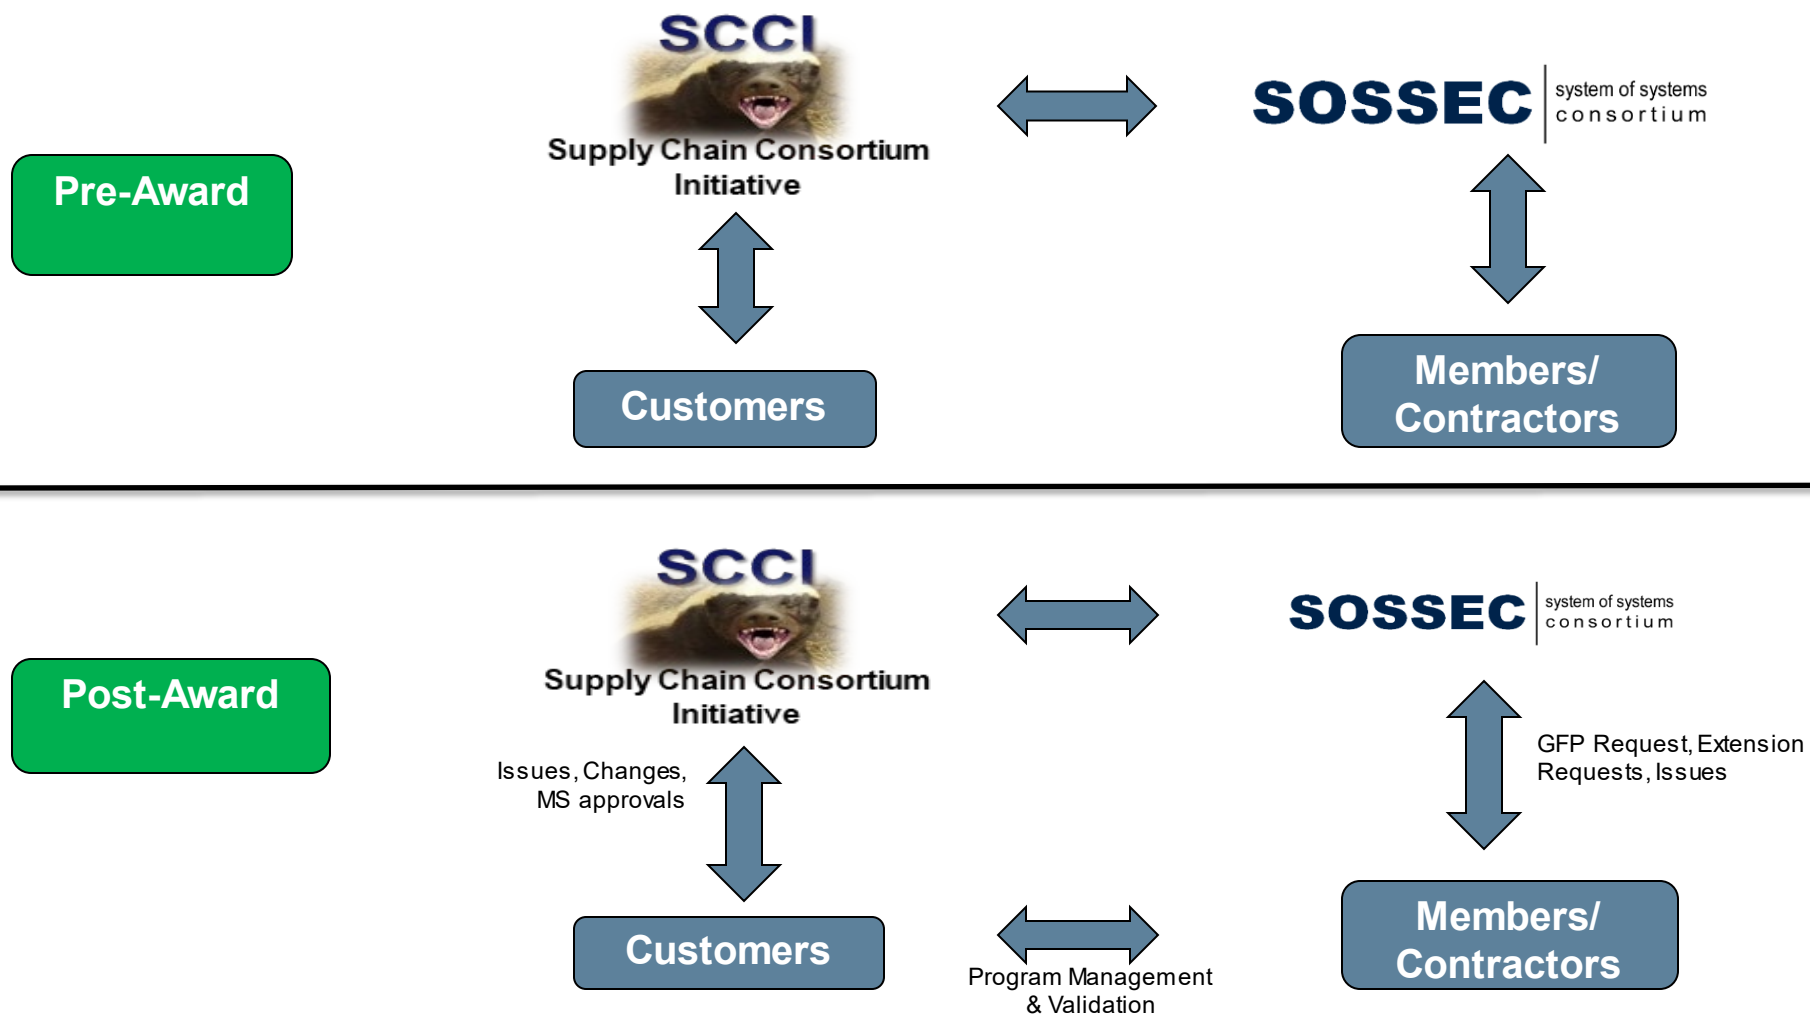 SCCI
Supply Chain Consortium
Initiative
SOSSEC
system of systems
consortium
Pre-Award
Customers
Members/
Contractors
SCCI
Supply Chain Consortium
Initiative
SOSSEC
system of systems
consortium
Post-Award
Issues, Changes,
MS approvals
GFP Request, Extension
Requests, Issues
Customers
Program Management
& Validation
Members/
Contractors